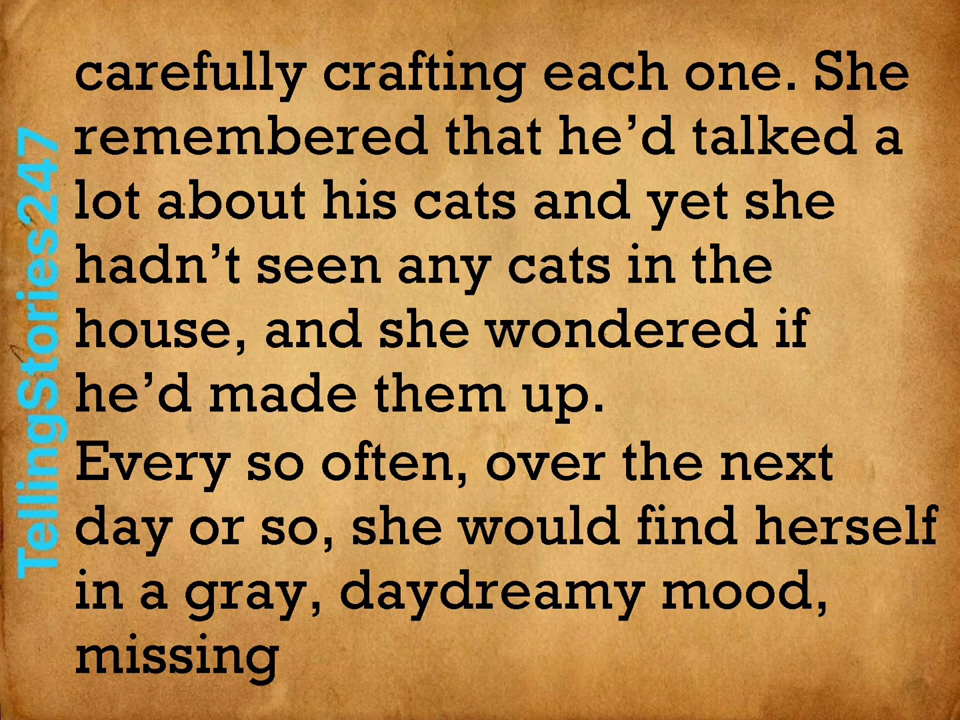 TellingStories247
carefully crafting each one. She
remembered that he’d talked a
lot about his cats and yet she
hadn’t seen any cats in the
house, and she wondered if
he’d made them up.
Every so often, over the next
day or so, she would find herself
in a gray, daydreamy mood,
missing